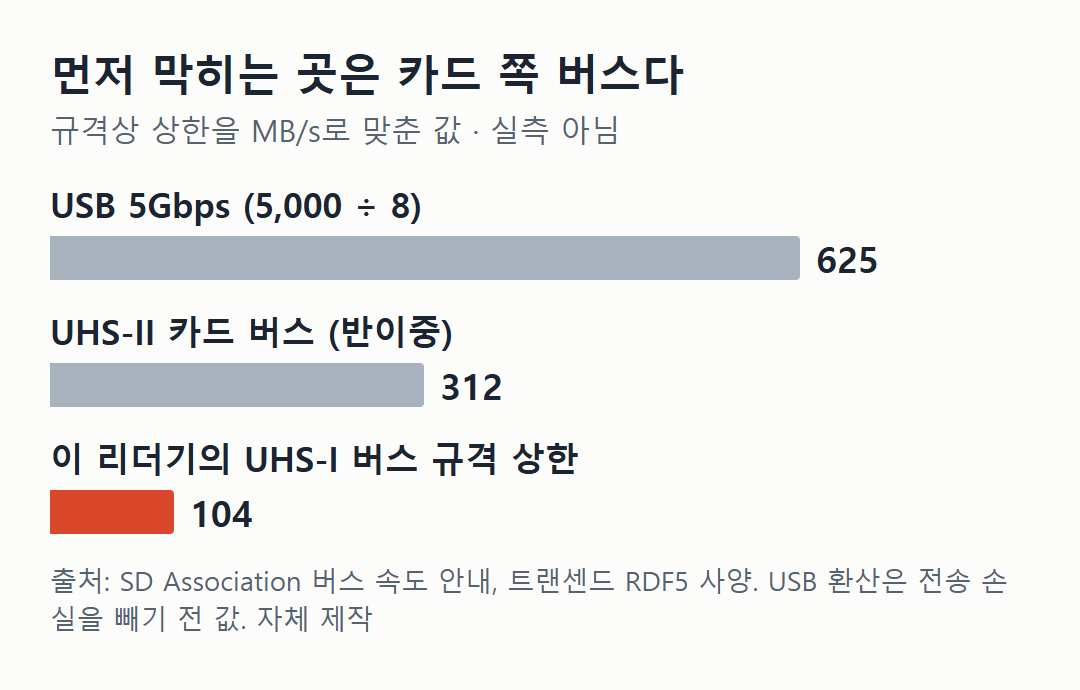 먼저 막히는 곳은 카드 쪽 버스다
규격상 상한을 MB/s로 맞춘 값 · 실측 아님
USB 5Gbps (5,000 ÷ 8)
625
UHS-II 카드 버스 (반이중)
312
이 리더기의 UHS-I 버스 규격 상한
104
출처: SD Association 버스 속도 안내, 트랜센드 RDF5 사양. USB 환산은 전송 손
실을 빼기 전 값. 자체 제작